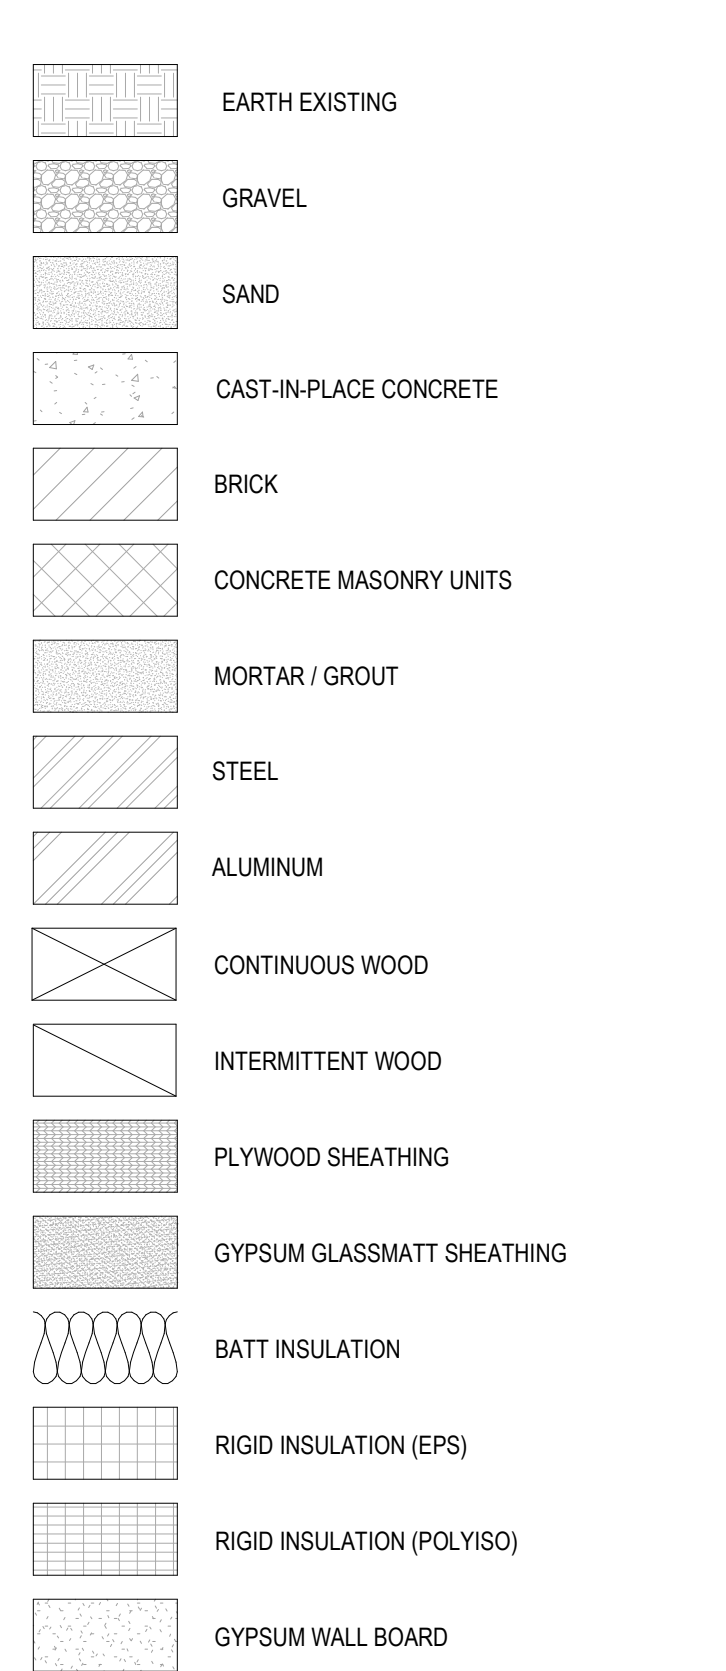 EARTH EXISTING
GRAVEL
SAND
CAST-IN-PLACE CONCRETE
BRICK
CONCRETE MASONRY UNITS
MORTAR / GROUT
STEEL
ALUMINUM
CONTINUOUS WOOD
INTERMITTENT WOOD
PLYWOOD SHEATHING
GYPSUM GLASSMATT SHEATHING
BATT INSULATION
RIGID INSULATION (EPS)
RIGID INSULATION (POLYISO)
GYPSUM WALL BOARD